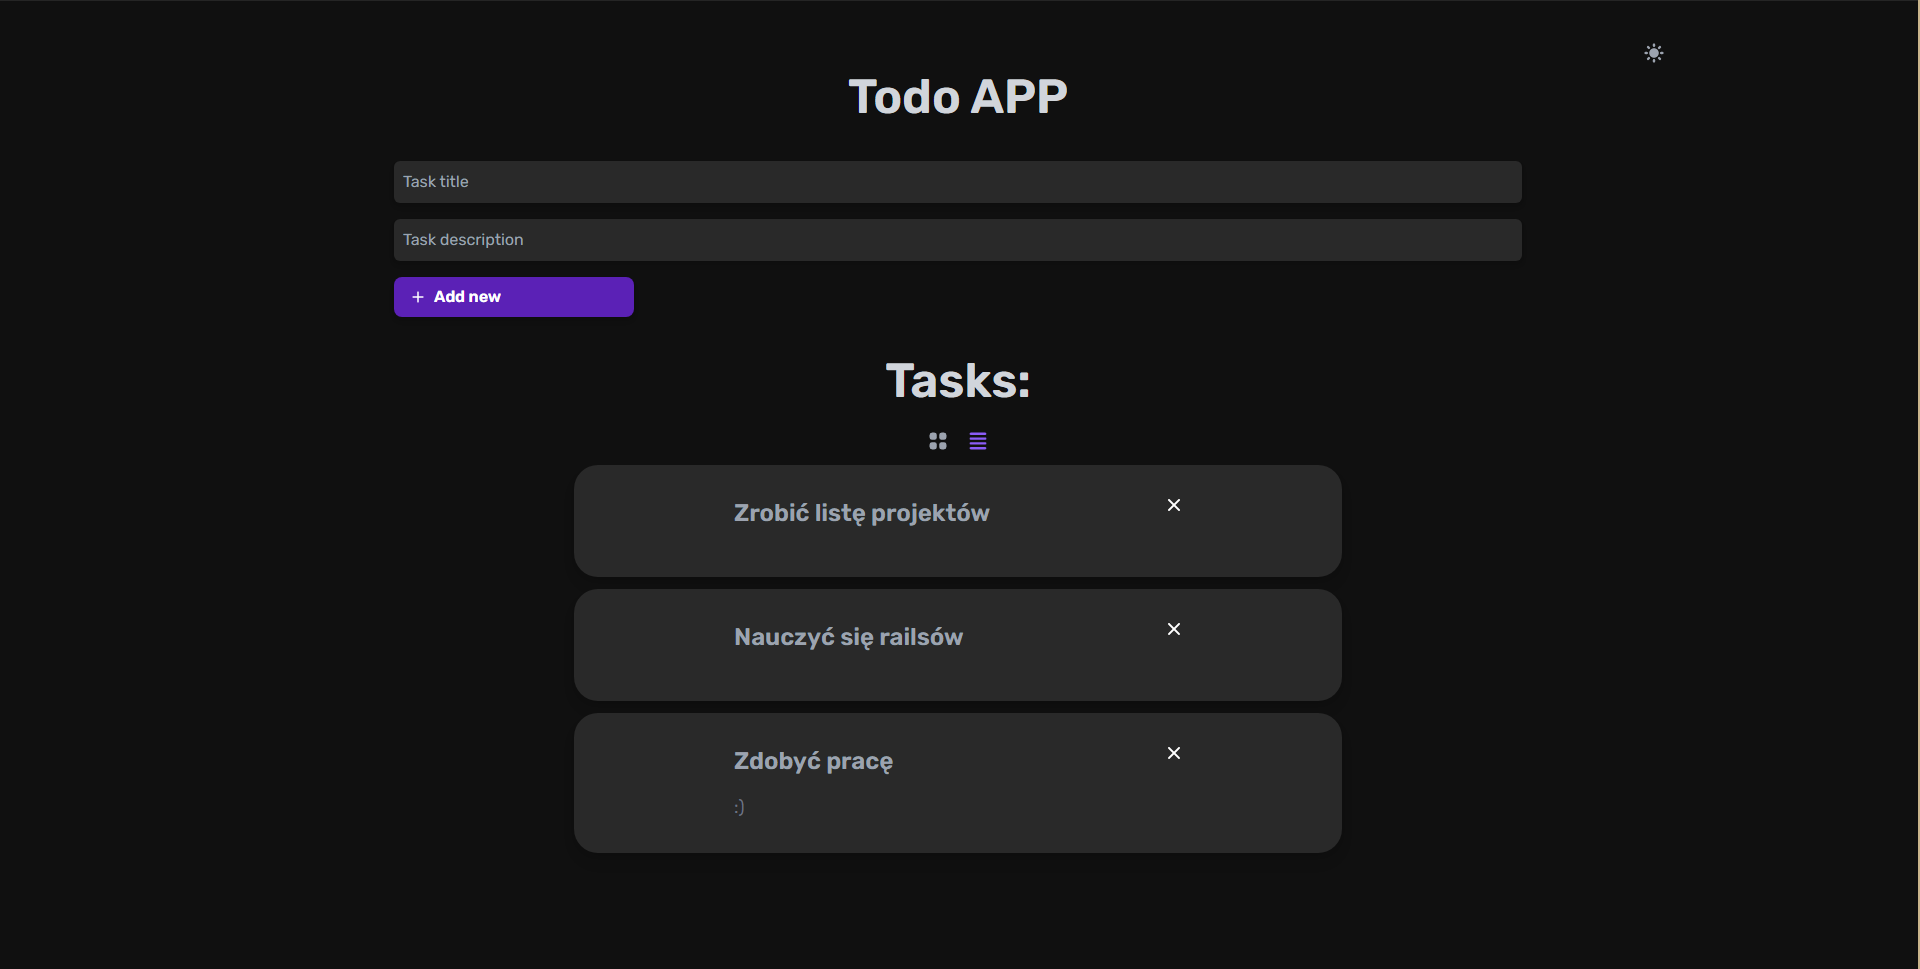 Todo APP
Task title
Task description
Add new
Tasks:
Zrobić listę projektów
Nauczyć się railsów
Zdobyć pracę
:)